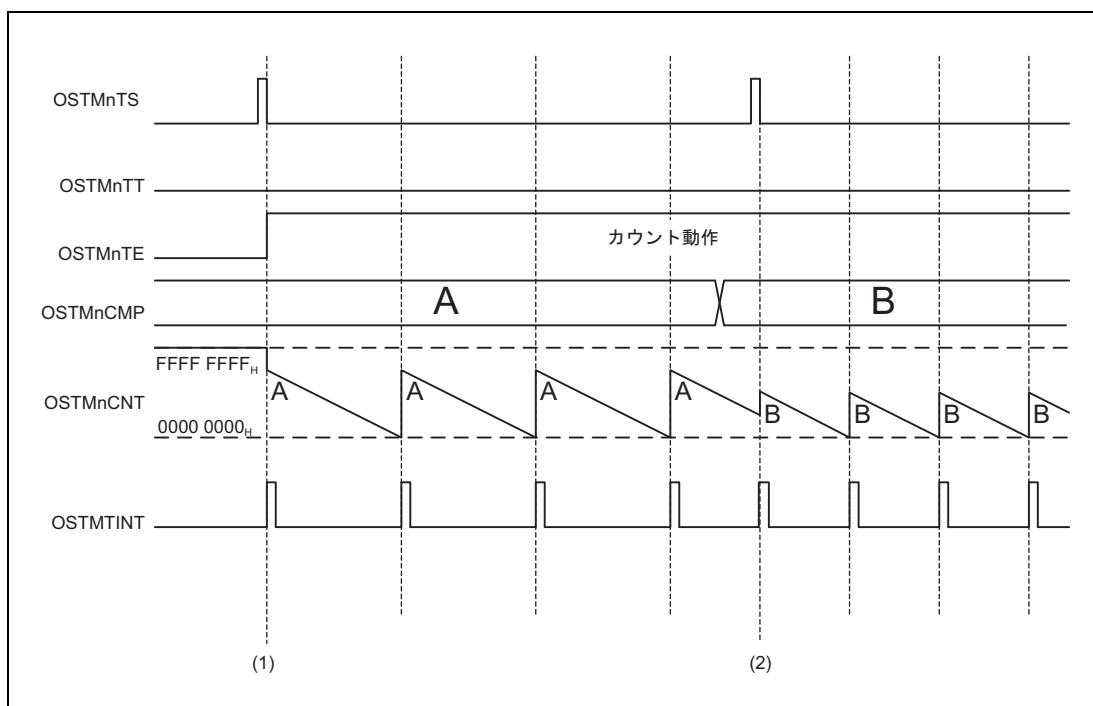 OSTMnTS
OSTMnTT
OSTMnTE
カウント動作
OSTMnCMP
A
B
FFFF FFFFH
OSTMnCNT
A
A
A
A
B
B
B
B
0000 0000H
OSTMTINT
(1)
(2)